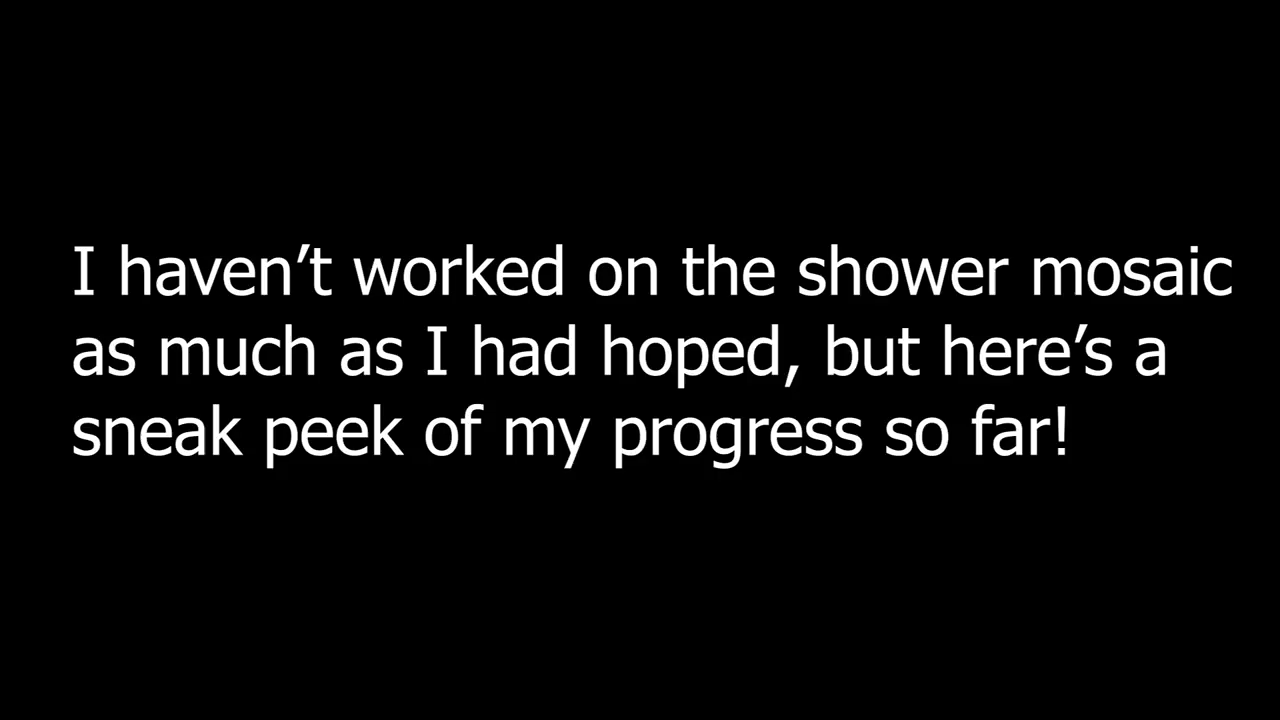 I haven’t worked on the shower mosaic
as much as I had hoped, but here’s a
sneak peek of my progress so far!